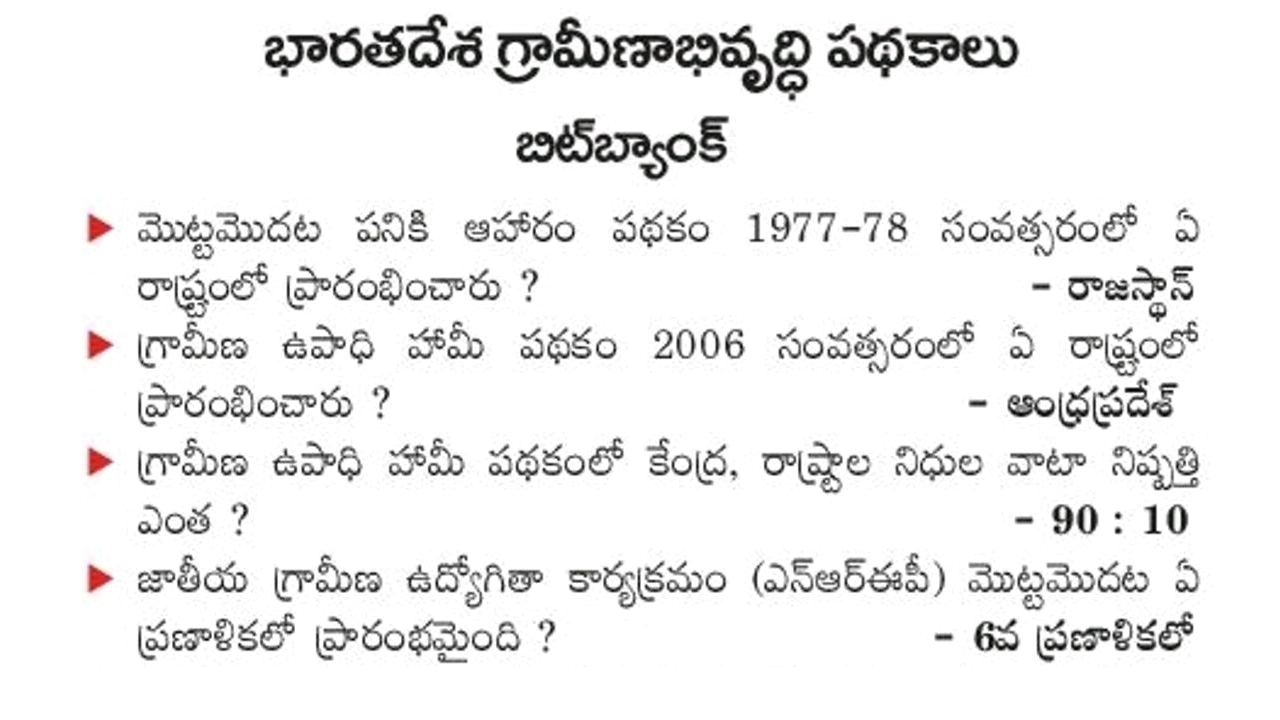 భారతదేశ గ్రామీణాభివృద్ధి పథకాలు
బిట్‌బ్యాంక్
► మొట్టమొదట పనికి ఆహారం పథకం 1977-78 సంవత్సరంలో ఏ
రాష్ట్రంలో ప్రారంభించారు ? - రాజస్థాన్
► గ్రామీణ ఉపాధి హామీ పథకం 2006 సంవత్సరంలో ఏ రాష్ట్రంలో
ప్రారంభించారు ? - ఆంధ్రప్రదేశ్
► గ్రామీణ ఉపాధి హామీ పథకంలో కేంద్ర, రాష్ట్రాల నిధుల వాటా నిష్పత్తి
ఎంత ? - 90 : 10
► జాతీయ గ్రామీణ ఉద్యోగితా కార్యక్రమం (ఎన్ఆర్ఈపీ) మొట్టమొదట ఏ
ప్రణాళికలో ప్రారంభమైంది ? - 6వ ప్రణాళికలో